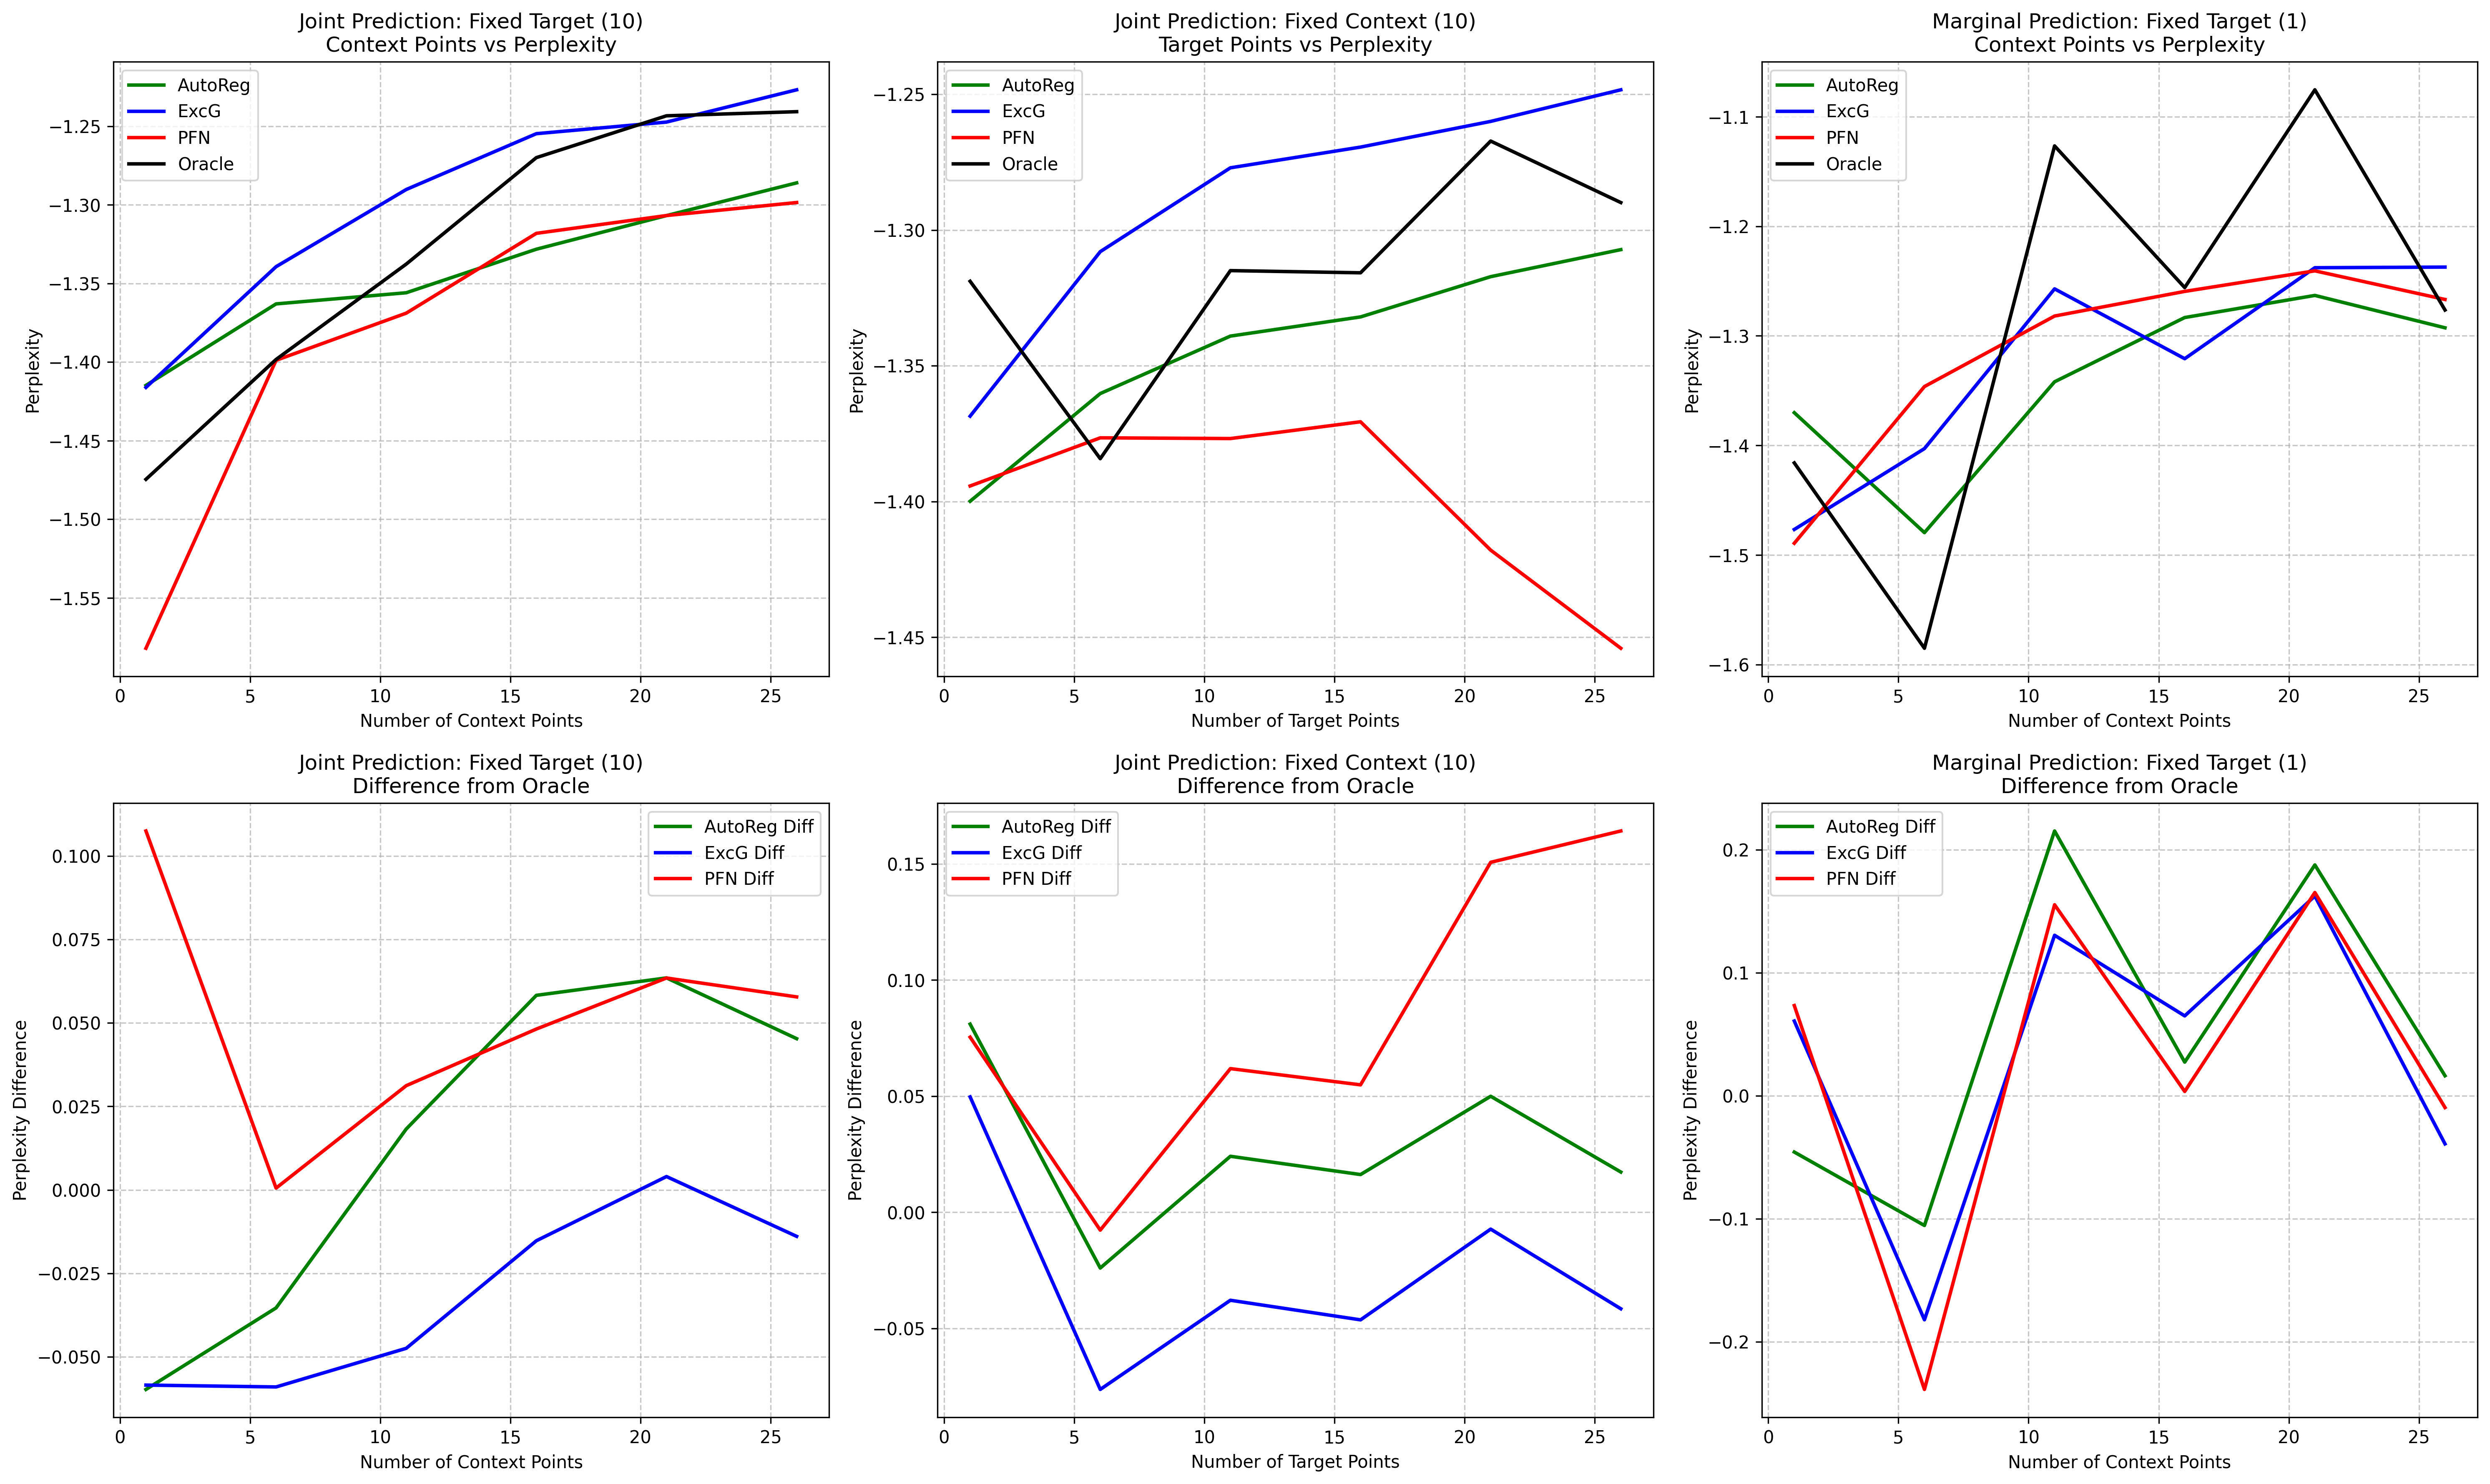 Joint Prediction: Fixed Target (10)
Context Points vs Perplexity
AutoReg
ExcG
PFN
Oracle
Perplexity
−1.25
−1.30
−1.35
−1.40
−1.45
−1.50
−1.55
0 5 10 15 20 25
Number of Context Points
Joint Prediction: Fixed Context (10)
Target Points vs Perplexity
AutoReg
ExcG
PFN
Oracle
Perplexity
−1.25
−1.30
−1.35
−1.40
−1.45
0 5 10 15 20 25
Number of Target Points
Marginal Prediction: Fixed Target (1)
Context Points vs Perplexity
AutoReg
ExcG
PFN
Oracle
Perplexity
−1.1
−1.2
−1.3
−1.4
−1.5
−1.6
0 5 10 15 20 25
Number of Context Points
Joint Prediction: Fixed Target (10)
Difference from Oracle
AutoReg Diff
ExcG Diff
PFN Diff
Perplexity Difference
0.100
0.075
0.050
0.025
0.000
−0.025
−0.050
0 5 10 15 20 25
Number of Context Points
Joint Prediction: Fixed Context (10)
Difference from Oracle
AutoReg Diff
ExcG Diff
PFN Diff
Perplexity Difference
0.15
0.10
0.05
0.00
−0.05
0 5 10 15 20 25
Number of Target Points
Marginal Prediction: Fixed Target (1)
Difference from Oracle
AutoReg Diff
ExcG Diff
PFN Diff
Perplexity Difference
0.2
0.1
0.0
−0.1
−0.2
0 5 10 15 20 25
Number of Context Points